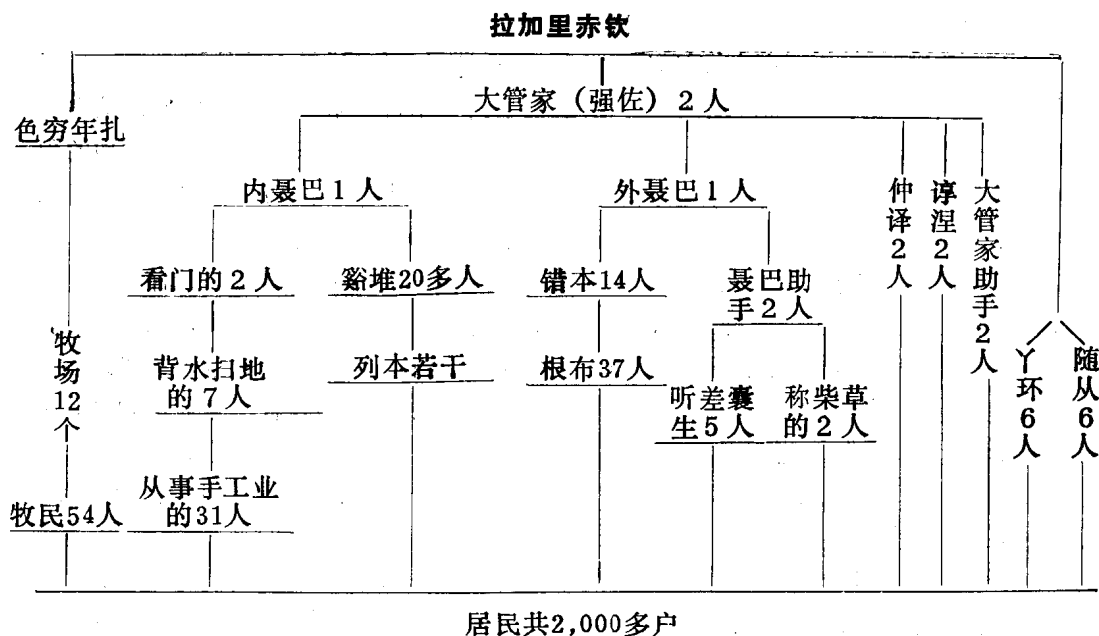 拉加里赤钦
大管家（强佐）2人
色穷年扎
内聂巴1人
外聂巴1人
仲译2人
谆涅2人
大管家助手2人
看门的2人
谿堆20多人
错本14人
聂巴助
手2人
牧场12个
背水扫地
的7人
列本若干
根布37人
听差囊
生5人
称柴草
的2人
丫环6人
随从6人
牧民54人
从事手工业
的31人
居民共2,000多户